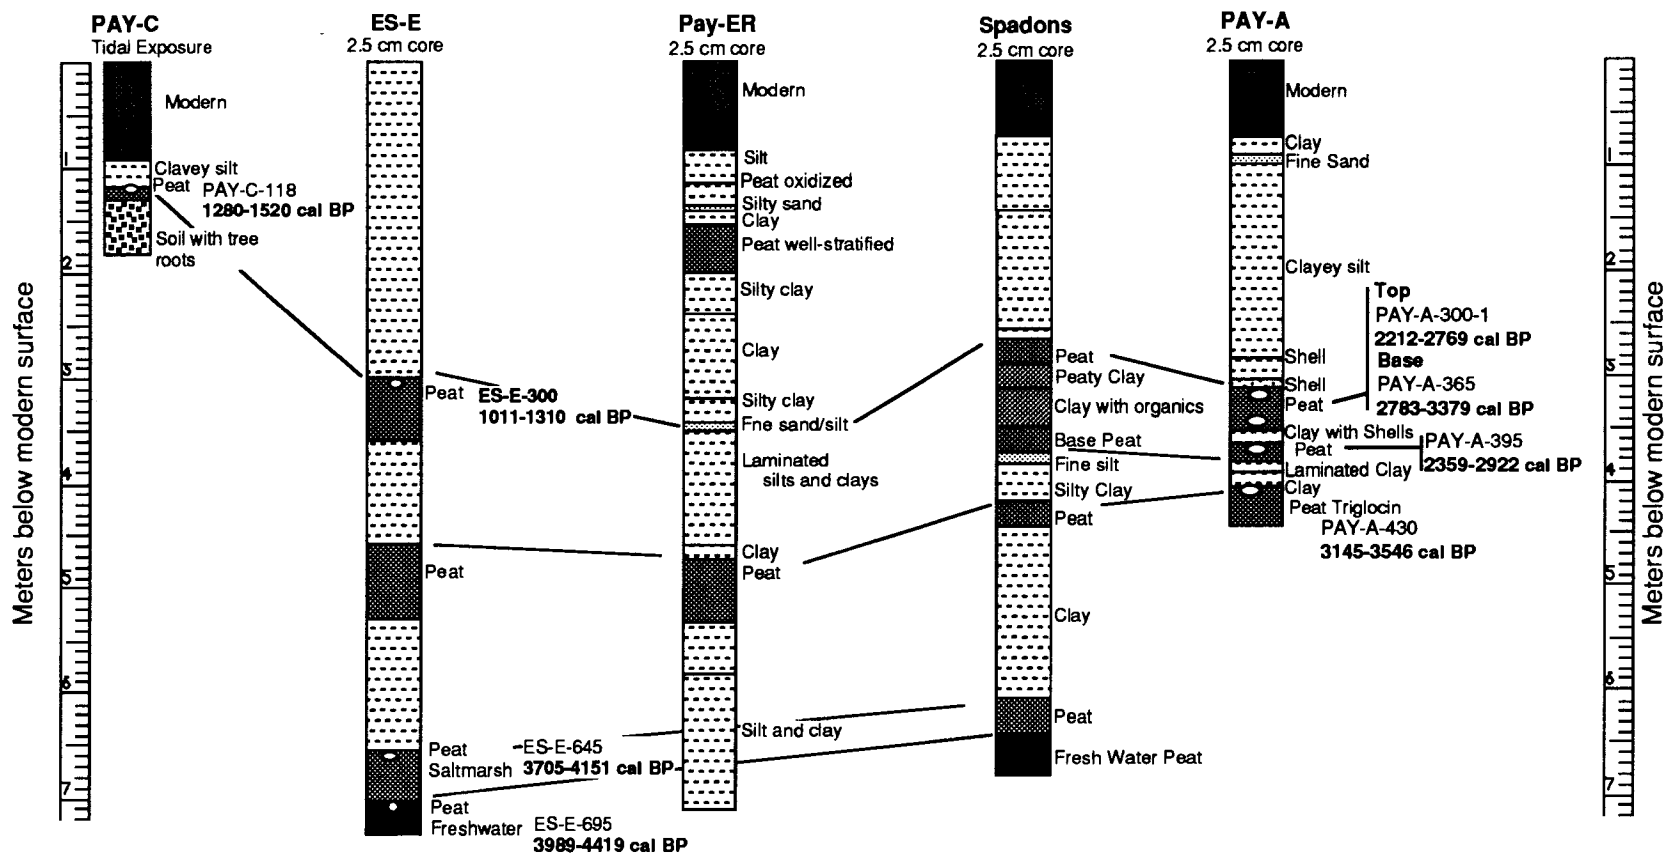 PAY-C
Tidal Exposure
Modern
Clavey silt
Peat
PAY-C-118
1280-1520 cal BP
Soil with tree
roots
ES-E
2.5 cm core
Peat
ES-E-300
1011-1310 cal BP
Peat
Peat
Saltmarsh
ES-E-645
3705-4151 cal BP
Peat
Freshwater
ES-E-695
3989-4419 cal BP
Pay-ER
2.5 cm core
Modern
Silt
Peat oxidized
Silty sand
Clay
Peat well-stratified
Silty clay
Clay
Silty clay
Fne sand/silt
Laminated
silts and clays
Clay
Peat
Silt and clay
Spadons
2.5 cm core
Peat
Peaty Clay
Clay with organics
Base Peat
Fine silt
Silty Clay
Peat
Clay
Peat
Fresh Water Peat
PAY-A
2.5 cm core
Modern
Clay
Fine Sand
Clayey silt
Shell
Shell
Peat
Top
PAY-A-300-1
2212-2769 cal BP
Base
PAY-A-365
2783-3379 cal BP
Clay with Shells
Peat
PAY-A-395
2359-2922 cal BP
Laminated Clay
Clay
Peat Triglocin
PAY-A-430
3145-3546 cal BP
Meters below modern surface
1
2
3
4
5
6
7
Meters below modern surface
1
2
3
4
5
6
7